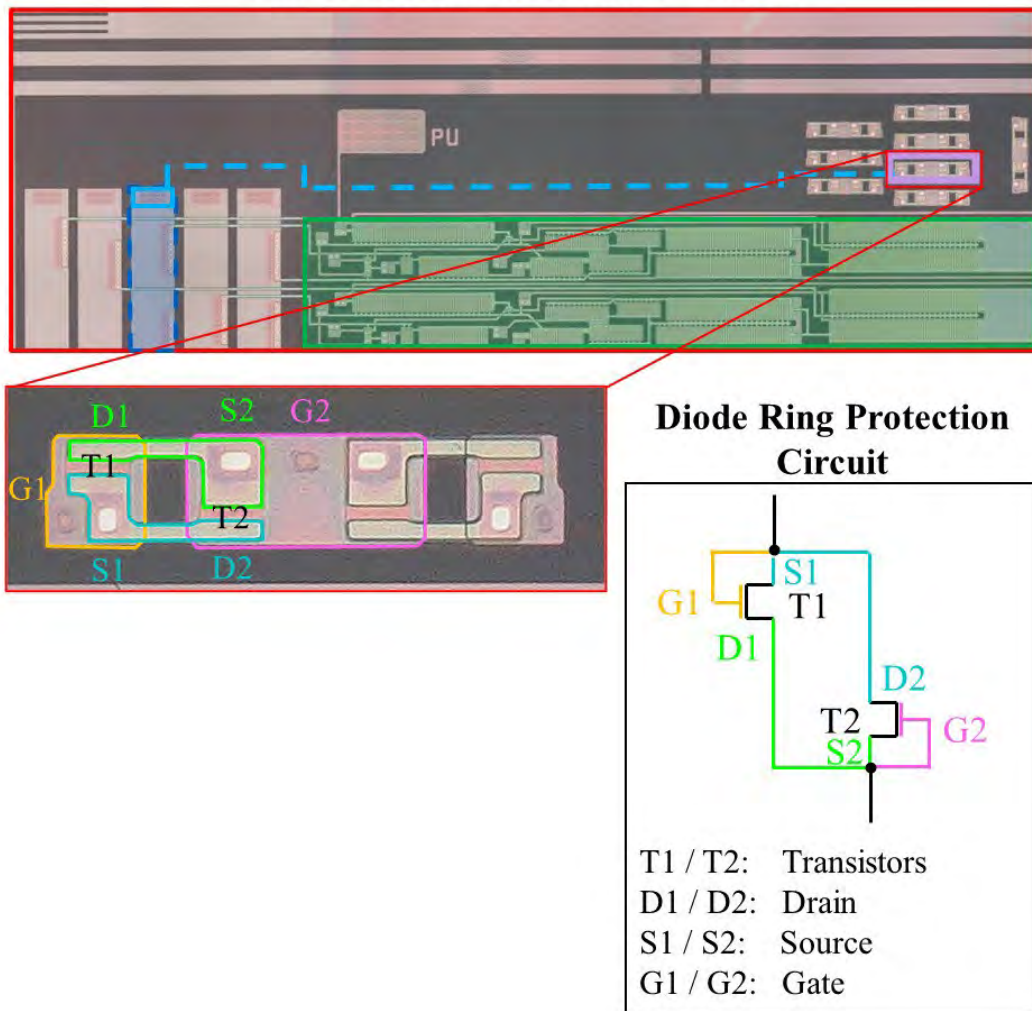 PU
D1 S2 G2
T1
G1
T2
S1 D2
Diode Ring Protection
Circuit
S1
G1 T1
D1
D2
T2 G2
S2
T1 / T2: Transistors
D1 / D2: Drain
S1 / S2: Source
G1 / G2: Gate